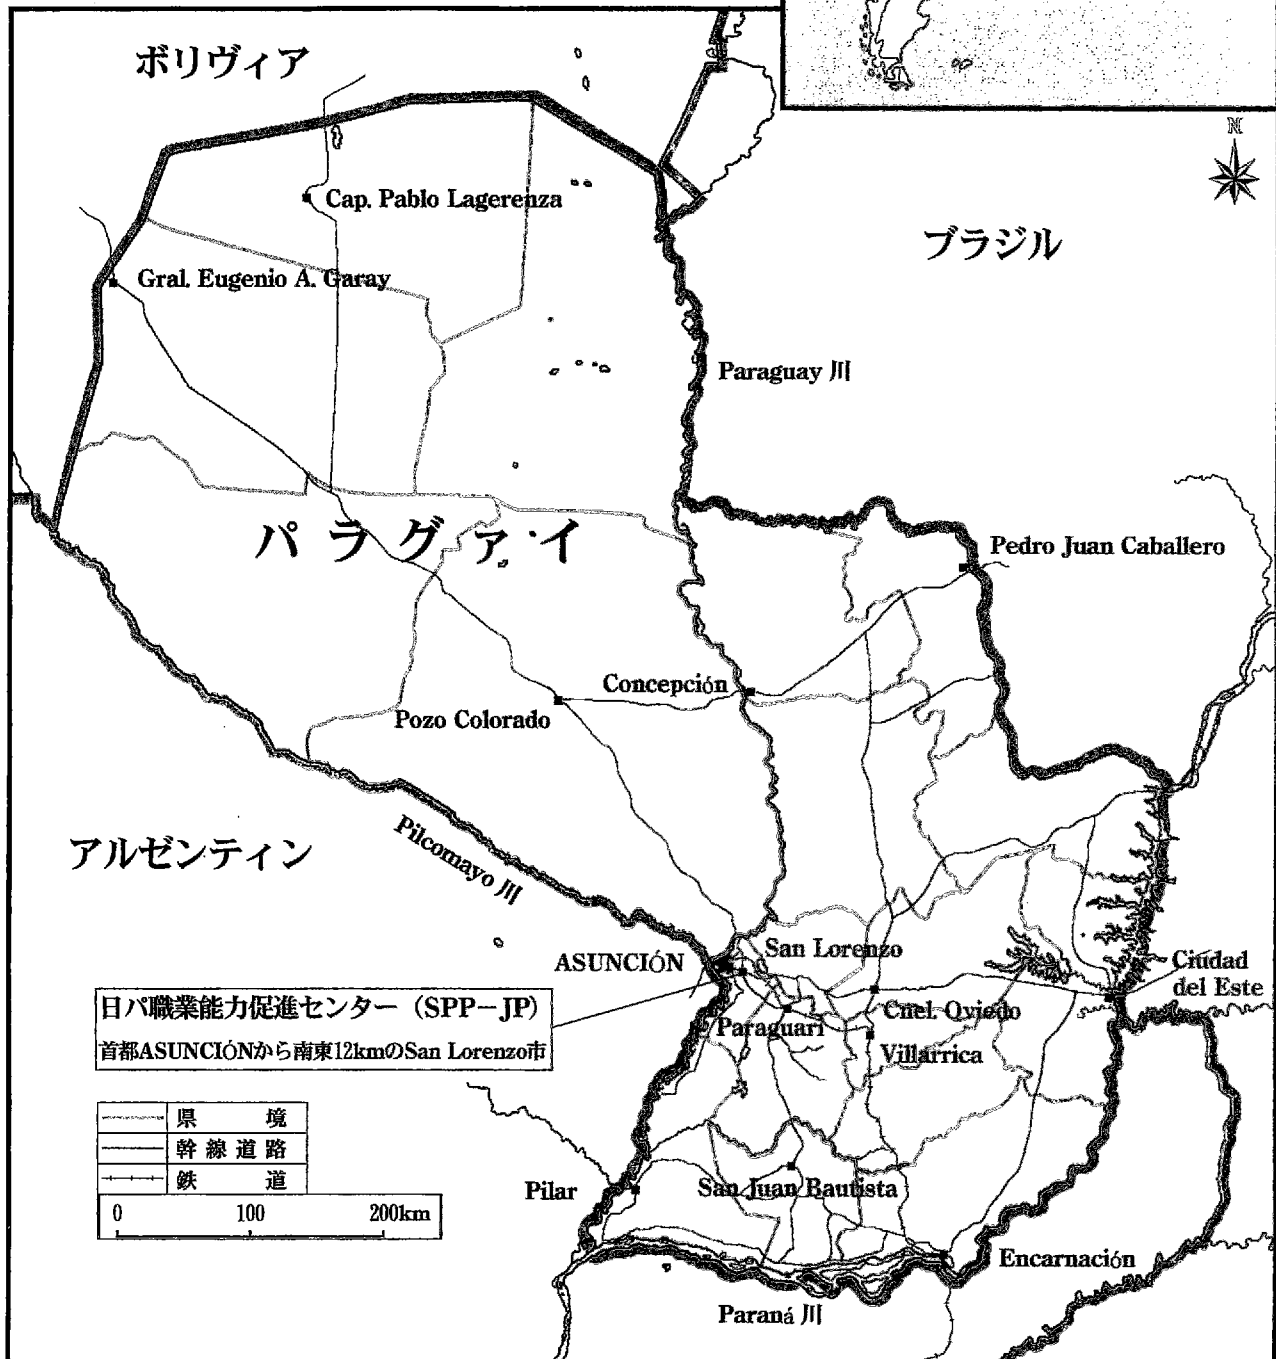 ボリヴィア
N
Cap. Pablo Lagerenza
ブラジル
Gral. Eugenio A. Garay
Paraguay 川
パラグァイ
Pedro Juan Caballero
Concepción
Pozo Colorado
アルゼンティン
Pilcomayo 川
San Lorenzo
ASUNCIÓN
Ciudad
del Este
日パ職業能力促進センター（SPP－JP）
首都ASUNCIÓNから南東12kmのSan Lorenzo市
Cnel. Oviedo
Paraguarí
Villarrica
県境
幹線道路
鉄道
Pilar
San Juan Bautista
0 100 200km
Encarnación
Paraná 川